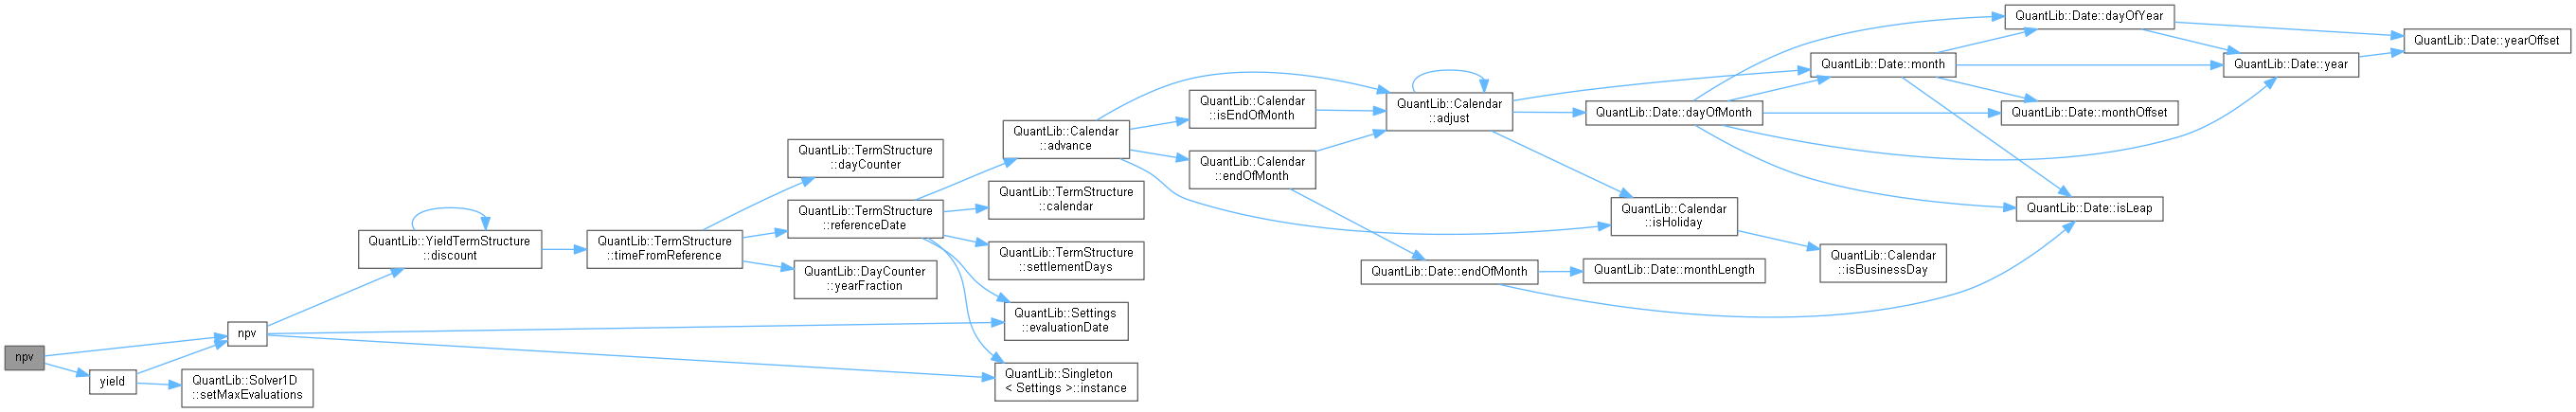 npv
yield
npv
QuantLib::Solver1D
::setMaxEvaluations
QuantLib::YieldTermStructure
::discount
QuantLib::TermStructure
::timeFromReference
QuantLib::TermStructure
::dayCounter
QuantLib::TermStructure
::referenceDate
QuantLib::DayCounter
::yearFraction
QuantLib::Calendar
::advance
QuantLib::TermStructure
::calendar
QuantLib::TermStructure
::settlementDays
QuantLib::Settings
::evaluationDate
QuantLib::Singleton
< Settings >::instance
QuantLib::Calendar
::isEndOfMonth
QuantLib::Calendar
::endOfMonth
QuantLib::Calendar
::adjust
QuantLib::Date::endOfMonth
QuantLib::Date::dayOfMonth
QuantLib::Calendar
::isHoliday
QuantLib::Date::monthLength
QuantLib::Date::month
QuantLib::Calendar
::isBusinessDay
QuantLib::Date::dayOfYear
QuantLib::Date::monthOffset
QuantLib::Date::isLeap
QuantLib::Date::year
QuantLib::Date::yearOffset